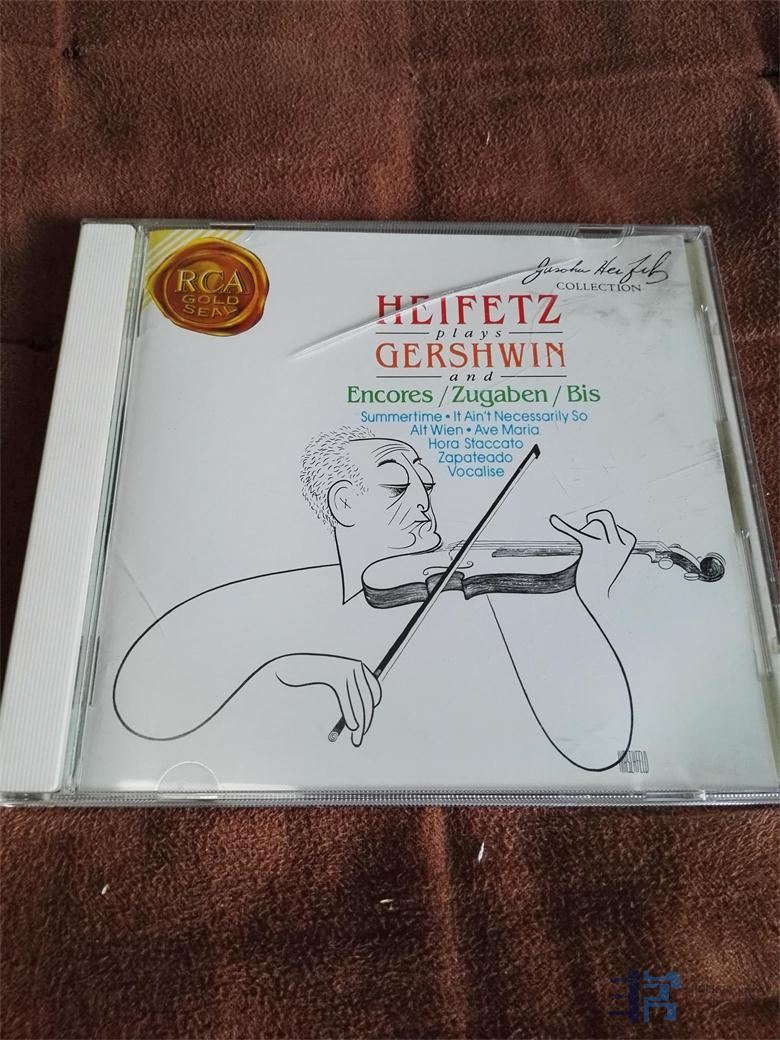 RCA
GOLD
SEAL
Jascha Heifetz
COLLECTION
HEIFETZ
plays
GERSHWIN
and
Encores / Zugaben / Bis
Summertime • It Ain't Necessarily So
Alt Wien • Ave Maria
Hora Staccato
Zapateado
Vocalise
HIRSCHFELD